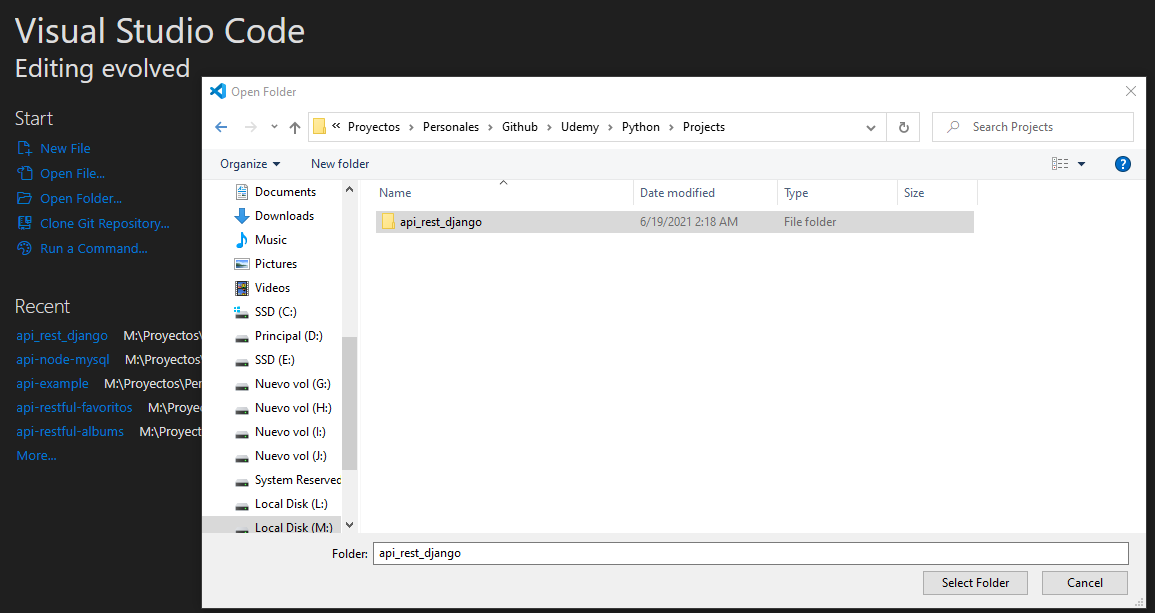 Visual Studio Code
Editing evolved
Start
New File
Open File...
Open Folder...
Clone Git Repository...
Run a Command...
Recent
api_rest_django M:\Proyectos\
api-node-mysql M:\Proyectos
api-example M:\Proyectos\Per
api-restful-favoritos M:\Proye
api-restful-albums M:\Proyect
More...
Open Folder
« Proyectos › Personales › Github › Udemy › Python › Projects
Search Projects
Organize New folder
Documents
Downloads
Music
Pictures
Videos
SSD (C:)
Principal (D:)
SSD (E:)
Nuevo vol (G:)
Nuevo vol (H:)
Nuevo vol (I:)
Nuevo vol (J:)
System Reserved
Local Disk (L:)
Local Disk (M:)
Name Date modified Type Size
api_rest_django 6/19/2021 2:18 AM File folder
Folder: api_rest_django
Select Folder Cancel